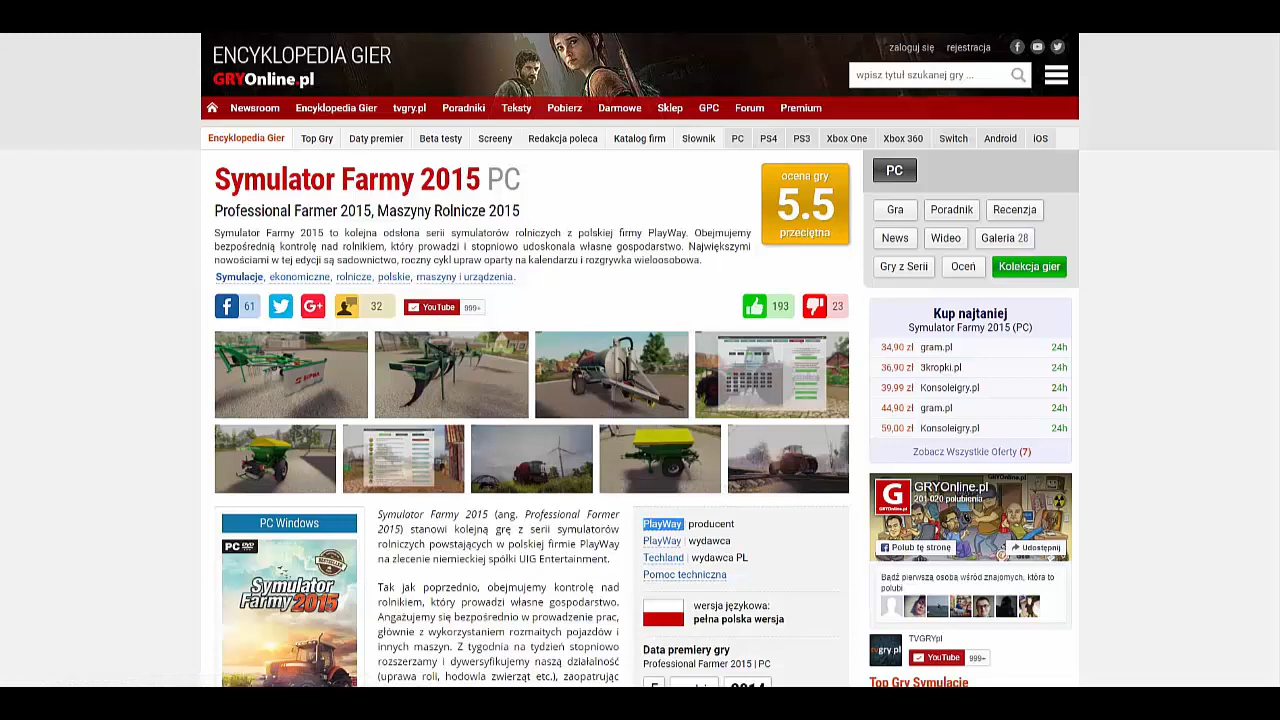 ENCYKLOPEDIA GIER
GRYOnline.pl
zaloguj się rejestracja
wpisz tytuł szukanej gry ...
Newsroom Encyklopedia Gier tvgry.pl Poradniki Teksty Pobierz Darmowe Sklep GPC Forum Premium
Encyklopedia Gier Top Gry Daty premier Beta testy Screeny Redakcja poleca Katalog firm Słownik PC PS4 PS3 Xbox One Xbox 360 Switch Android iOS
Symulator Farmy 2015 PC
Professional Farmer 2015, Maszyny Rolnicze 2015
Symulator Farmy 2015 to kolejna odsłona serii symulatorów rolniczych z polskiej firmy PlayWay. Obejmujemy
bezpośrednią kontrolę nad rolnikiem, który prowadzi i stopniowo udoskonala własne gospodarstwo. Największymi
nowościami w tej edycji są sadownictwo, roczny cykl upraw oparty na kalendarzu i rozgrywka wieloosobowa.
Symulacje, ekonomiczne, rolnicze, polskie, maszyny i urządzenia.
ocena gry
5.5
przeciętna
61
G+
32
YouTube 999+
193
23
SIPMA
PC Windows
PC DVD
BESTSELLER
Symulator
Farmy 2015
Symulator Farmy 2015 (ang. Professional Farmer
2015) stanowi kolejną grę z serii symulatorów
rolniczych powstających w polskiej firmie PlayWay
na zlecenie niemieckiej spółki UIG Entertainment.
Tak jak poprzednio, obejmujemy kontrolę nad
rolnikiem, który prowadzi własne gospodarstwo.
Angażujemy się bezpośrednio w prowadzenie prac,
głównie z wykorzystaniem rozmaitych pojazdów i
innych maszyn. Z tygodnia na tydzień stopniowo
rozszerzamy i dywersyfikujemy naszą działalność
(uprawa roli, hodowla zwierząt etc.), zaopatrując
PlayWay producent
PlayWay | wydawca
Techland | wydawca PL
Pomoc techniczna
wersja językowa:
pełna polska wersja
Data premiery gry
Professional Farmer 2015 | PC
2014
PC
Gra Poradnik Recenzja
News Wideo Galeria 28
Gry z Serii Oceń Kolekcja gier
Kup najtaniej
Symulator Farmy 2015 (PC)
34,90 zł gram.pl 24h
36,90 zł 3kropki.pl 24h
39,99 zł Konsoleigry.pl 24h
44,90 zł gram.pl 24h
59,00 zł Konsoleigry.pl 24h
Zobacz Wszystkie Oferty (7)
GRYOnline.pl
G
GRYOnline.pl
201 020 polubienia
Polub tę stronę
Udostępnij
Bądź pierwszą osobą wśród znajomych, która to
polubi
tvgry.pl
TVGRYpl
YouTube 999+
Top Gry Symulacje